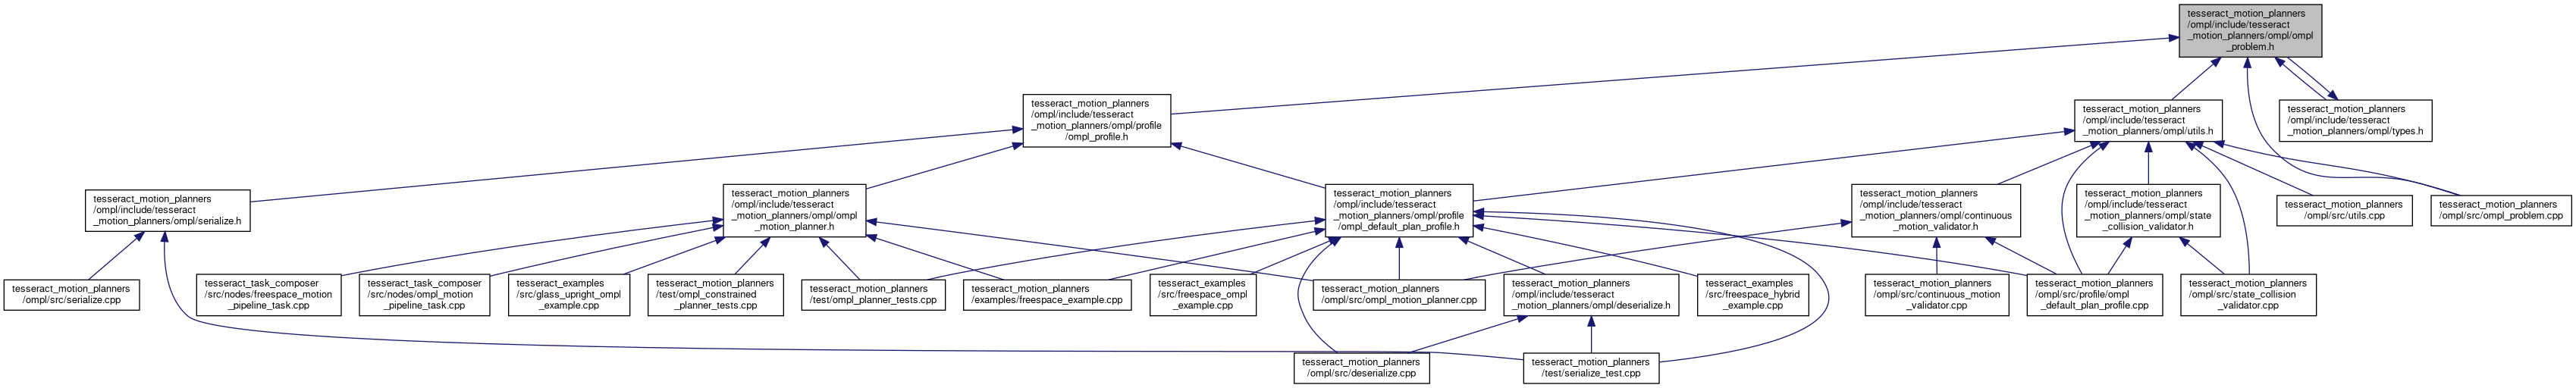 tesseract_motion_planners
/ompl/include/tesseract
_motion_planners/ompl/ompl
_problem.h
tesseract_motion_planners
/ompl/include/tesseract
_motion_planners/ompl/profile
/ompl_profile.h
tesseract_motion_planners
/ompl/include/tesseract
_motion_planners/ompl/utils.h
tesseract_motion_planners
/ompl/include/tesseract
_motion_planners/ompl/types.h
tesseract_motion_planners
/ompl/include/tesseract
_motion_planners/ompl/serialize.h
tesseract_motion_planners
/ompl/include/tesseract
_motion_planners/ompl/ompl
_motion_planner.h
tesseract_motion_planners
/ompl/include/tesseract
_motion_planners/ompl/profile
/ompl_default_plan_profile.h
tesseract_motion_planners
/ompl/include/tesseract
_motion_planners/ompl/continuous
_motion_validator.h
tesseract_motion_planners
/ompl/include/tesseract
_motion_planners/ompl/state
_collision_validator.h
tesseract_motion_planners
/ompl/src/utils.cpp
tesseract_motion_planners
/ompl/src/ompl_problem.cpp
tesseract_motion_planners
/ompl/src/serialize.cpp
tesseract_task_composer
/src/nodes/freespace_motion
_pipeline_task.cpp
tesseract_task_composer
/src/nodes/ompl_motion
_pipeline_task.cpp
tesseract_examples
/src/glass_upright_ompl
_example.cpp
tesseract_motion_planners
/test/ompl_constrained
_planner_tests.cpp
tesseract_motion_planners
/test/ompl_planner_tests.cpp
tesseract_motion_planners
/examples/freespace_example.cpp
tesseract_examples
/src/freespace_ompl
_example.cpp
tesseract_motion_planners
/ompl/src/ompl_motion_planner.cpp
tesseract_motion_planners
/ompl/include/tesseract
_motion_planners/ompl/deserialize.h
tesseract_examples
/src/freespace_hybrid
_example.cpp
tesseract_motion_planners
/ompl/src/continuous_motion
_validator.cpp
tesseract_motion_planners
/ompl/src/profile/ompl
_default_plan_profile.cpp
tesseract_motion_planners
/ompl/src/state_collision
_validator.cpp
tesseract_motion_planners
/ompl/src/deserialize.cpp
tesseract_motion_planners
/test/serialize_test.cpp